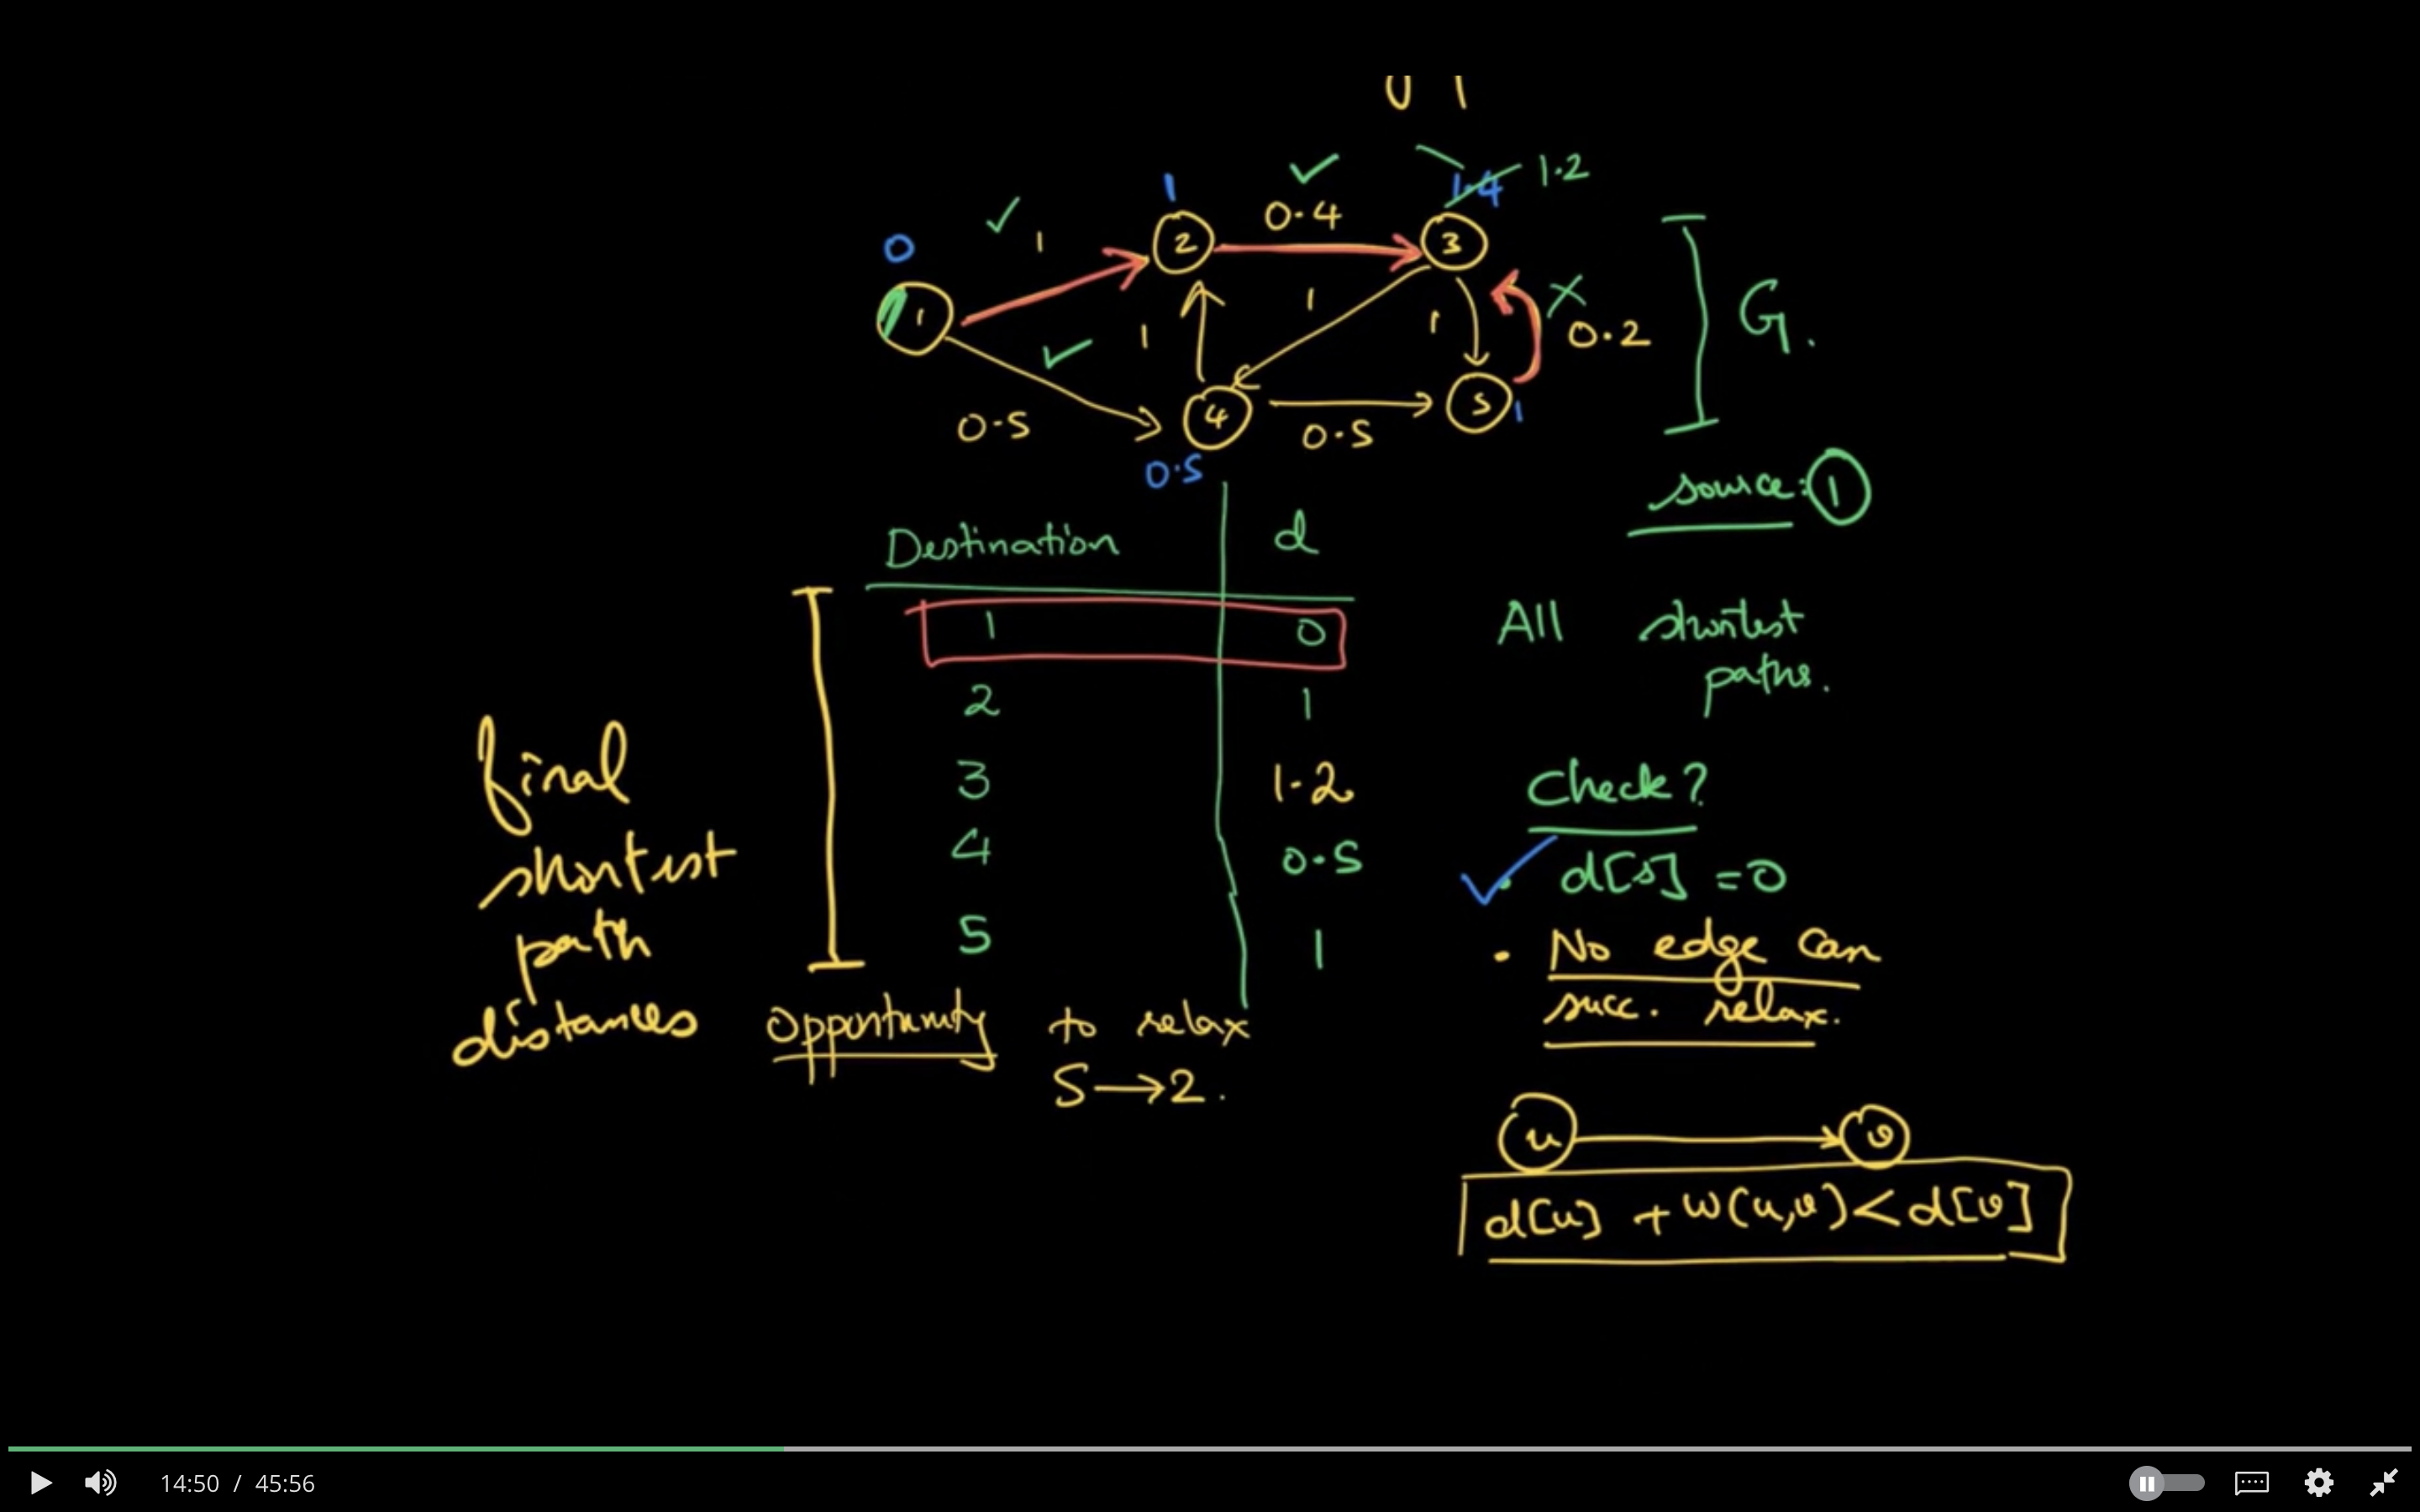 1
0.4
1.4
1.2
0
1
2
3
1
1
1
1
0.2
G.
0.5
4
0.5
5
1
0.5
source: 1
Destination d
1 0
2 1
3 1.2
4 0.5
5 1
All shortest
paths.
final
shortest
path
distances
Check?
d[s] = 0
No edge can
succ. relax.
Opportunity to relax
5 → 2.
u → v
d[u] + w(u,v) < d[v]
14:50 / 45:56